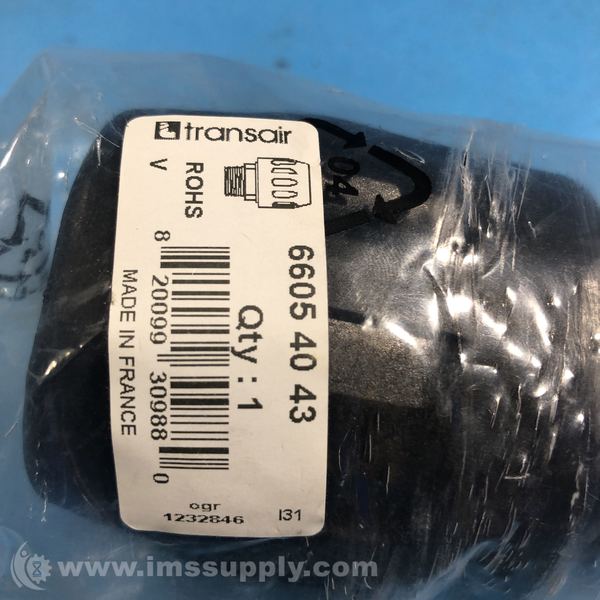 transair
ROHS
V
6605 40 43
Qty : 1
8 20099 30988 0
MADE IN FRANCE
cgr
1232846
I31
04
www.imssupply.com